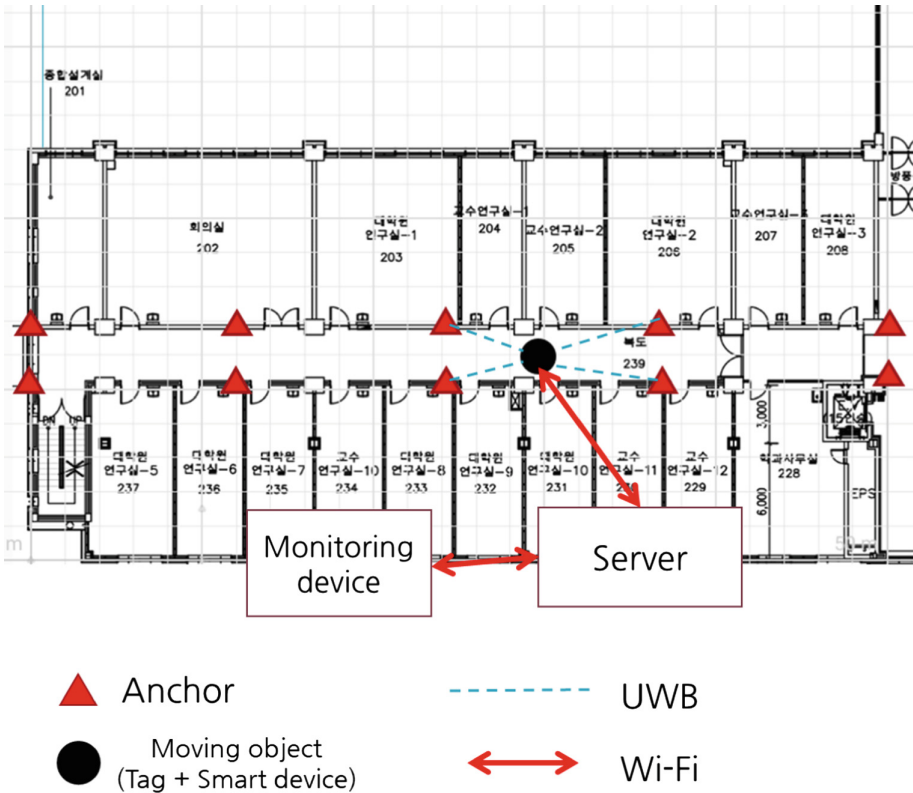 종합설계실
201
회의실
202
대학원
연구실-1
203
교수연구실-1
204
교수연구실-2
205
대학원
연구실-2
206
207
대학원
연구실-3
208
복도
239
대학원
연구실-5
237
대학원
연구실-6
236
대학원
연구실-7
235
교수
연구실-10
234
대학원
연구실-8
233
대학원
연구실-9
232
대학원
연구실-10
231
교수
연구실-11
교수
연구실-12
229
학과사무실
228
3,000
6,000
EPS
DN UP
m
50 m
Monitoring
device
Server
Anchor
UWB
Moving object
(Tag + Smart device)
Wi-Fi